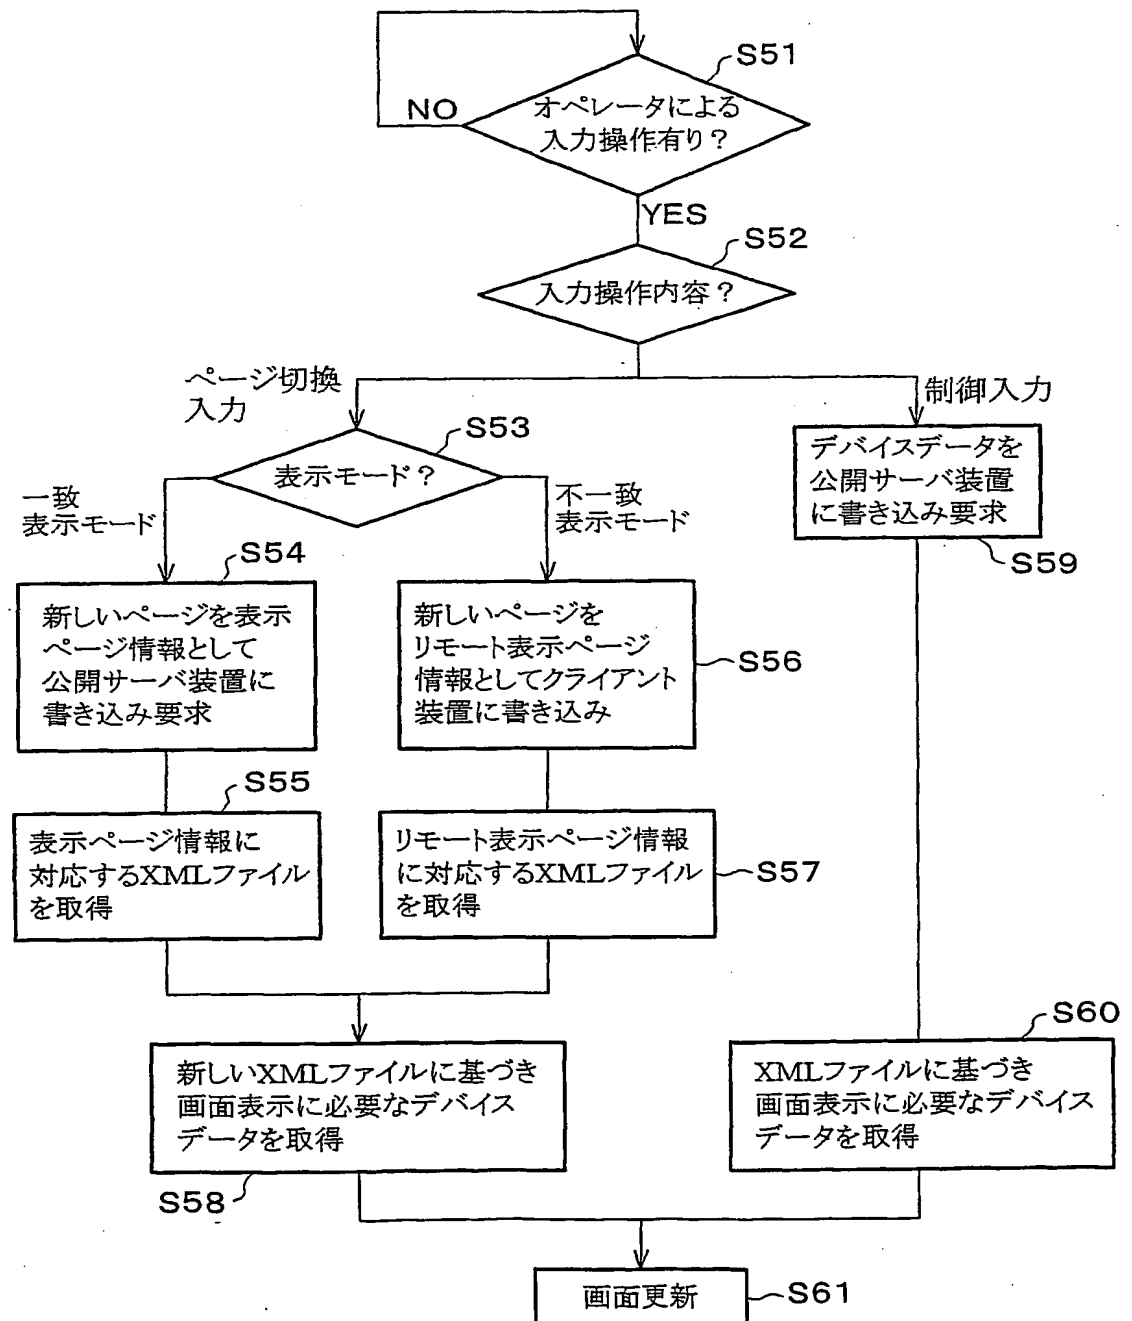 S51
オペレータによる
入力操作有り？
NO
YES
S52
入力操作内容？
ページ切換
入力
制御入力
S53
表示モード？
一致
表示モード
不一致
表示モード
デバイスデータを
公開サーバ装置
に書き込み要求
S59
S54
新しいページを表示
ページ情報として
公開サーバ装置に
書き込み要求
新しいページを
リモート表示ページ
情報としてクライアント
装置に書き込み
S56
S55
表示ページ情報に
対応するXMLファイル
を取得
リモート表示ページ情報
に対応するXMLファイル
を取得
S57
新しいXMLファイルに基づき
画面表示に必要なデバイス
データを取得
S58
S60
XMLファイルに基づき
画面表示に必要なデバイス
データを取得
画面更新
S61